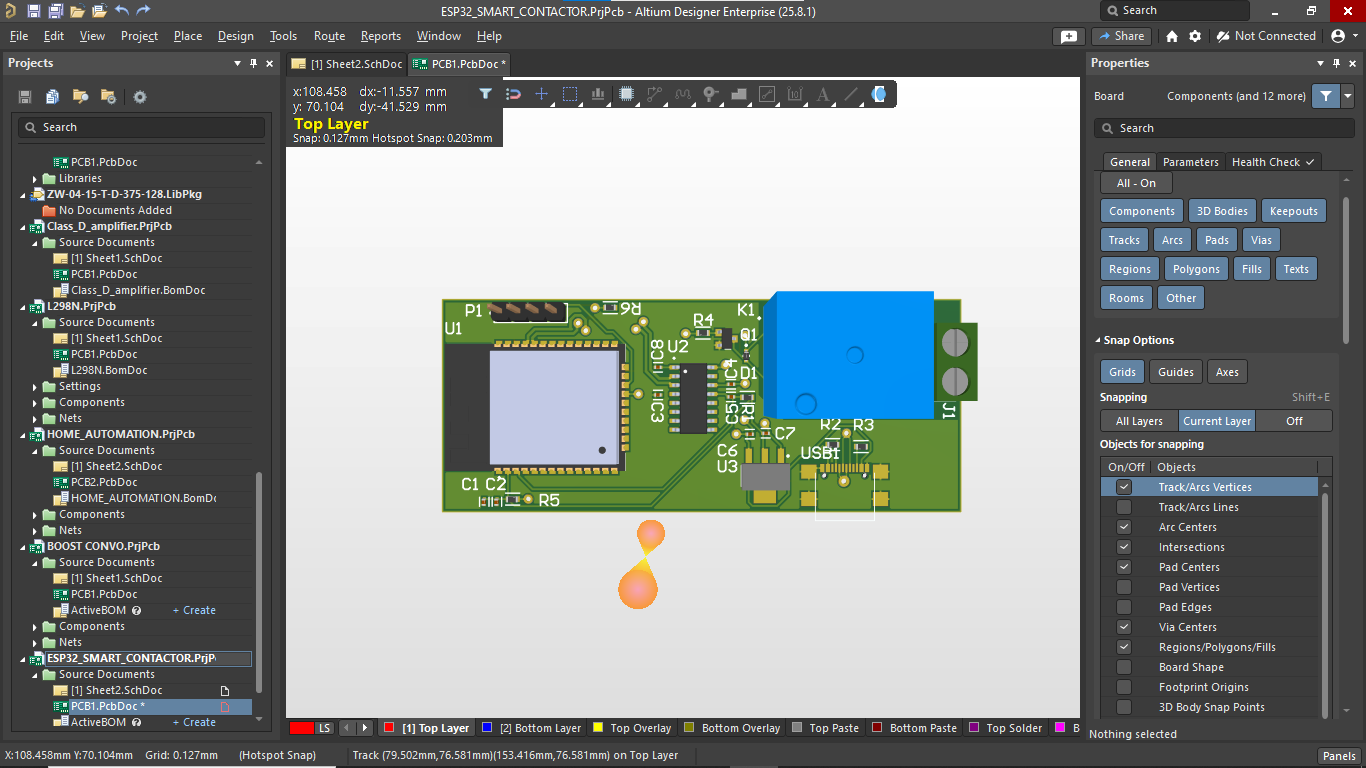 ESP32_SMART_CONTACTOR.PrjPcb - Altium Designer Enterprise (25.8.1)
Search
File Edit View Project Place Design Tools Route Reports Window Help
Share
Not Connected
Projects
Search
PCB1.PcbDoc
Libraries
ZW-04-15-T-D-375-128.LibPkg
No Documents Added
Class_D_amplifier.PrjPcb
Source Documents
[1] Sheet1.SchDoc
PCB1.PcbDoc
Class_D_amplifier.BomDoc
L298N.PrjPcb
Source Documents
[1] Sheet1.SchDoc
PCB1.PcbDoc
L298N.BomDoc
Settings
Components
Nets
HOME_AUTOMATION.PrjPcb
Source Documents
[1] Sheet2.SchDoc
PCB2.PcbDoc
HOME_AUTOMATION.BomDc
Components
Nets
BOOST CONVO.PrjPcb
Source Documents
[1] Sheet1.SchDoc
PCB1.PcbDoc
ActiveBOM + Create
Components
Nets
ESP32_SMART_CONTACTOR.PrjP
Source Documents
[1] Sheet2.SchDoc
PCB1.PcbDoc *
ActiveBOM + Create
[1] Sheet2.SchDoc
PCB1.PcbDoc *
x:108.458 dx:-11.557 mm
y: 70.104 dy:-41.529 mm
Top Layer
Snap: 0.127mm Hotspot Snap: 0.203mm
P1
R6
K1
U1
R4
Q1
U2
C4
D1
IC3
R1
C5
J1
R2 R3
C7
C6
U3
USB1
C1 C2
R5
LS
[1] Top Layer
[2] Bottom Layer
Top Overlay
Bottom Overlay
Top Paste
Bottom Paste
Top Solder
B
Properties
Board
Components (and 12 more)
Search
General
Parameters
Health Check
All - On
Components
3D Bodies
Keepouts
Tracks
Arcs
Pads
Vias
Regions
Polygons
Fills
Texts
Rooms
Other
Snap Options
Grids
Guides
Axes
Snapping
Shift+E
All Layers
Current Layer
Off
Objects for snapping
On/Off Objects
Track/Arcs Vertices
Track/Arcs Lines
Arc Centers
Intersections
Pad Centers
Pad Vertices
Pad Edges
Via Centers
Regions/Polygons/Fills
Board Shape
Footprint Origins
3D Body Snap Points
Nothing selected
X:108.458mm Y:70.104mm Grid: 0.127mm (Hotspot Snap) Track (79.502mm,76.581mm)(153.416mm,76.581mm) on Top Layer
Panels